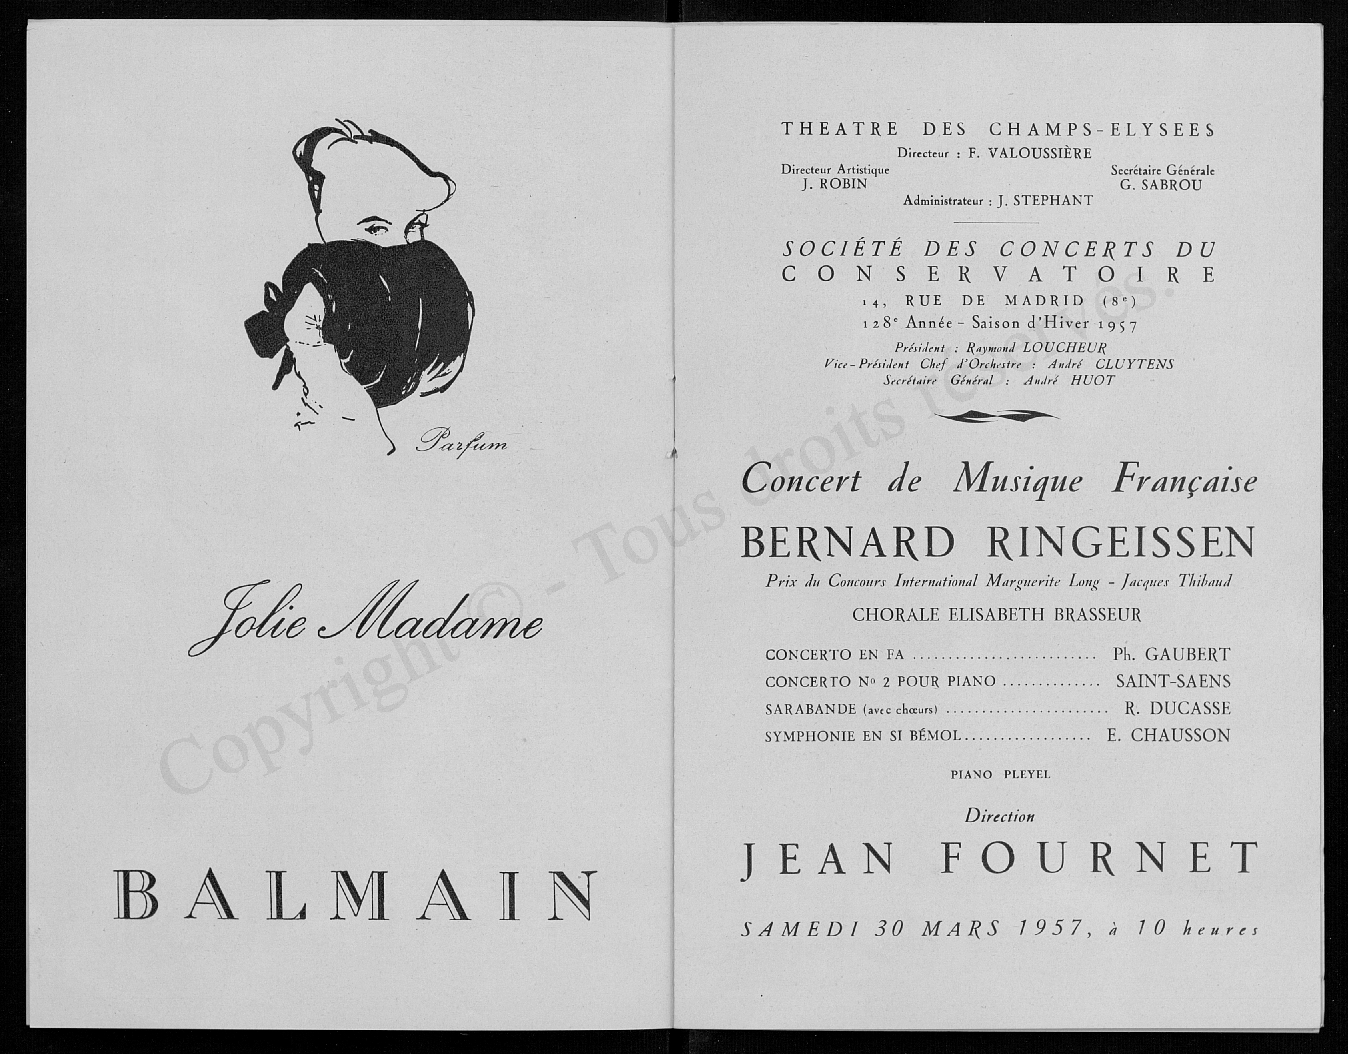 Parfum
Jolie Madame
BALMAIN
THEATRE DES CHAMPS-ELYSEES
Directeur : F. VALOUSSIÈRE
Directeur Artistique
J. ROBIN
Secrétaire Générale
G. SABROU
Administrateur : J. STEPHANT
SOCIÉTÉ DES CONCERTS DU
CONSERVATOIRE
14, RUE DE MADRID (8e)
128e Année - Saison d'Hiver 1957
Président : Raymond LOUCHEUR
Vice-Président Chef d'Orchestre : André CLUYTENS
Secrétaire Général : André HUOT
Concert de Musique Française
BERNARD RINGEISSEN
Prix du Concours International Marguerite Long - Jacques Thibaud
CHORALE ELISABETH BRASSEUR
CONCERTO EN FA .......................... Ph. GAUBERT
CONCERTO No 2 POUR PIANO .............. SAINT-SAENS
SARABANDE (avec chœurs) ....................... R. DUCASSE
SYMPHONIE EN SI BÉMOL.................. E. CHAUSSON
PIANO PLEYEL
Direction
JEAN FOURNET
SAMEDI 30 MARS 1957, à 10 heures
Copyright © - Tous droits réservés.